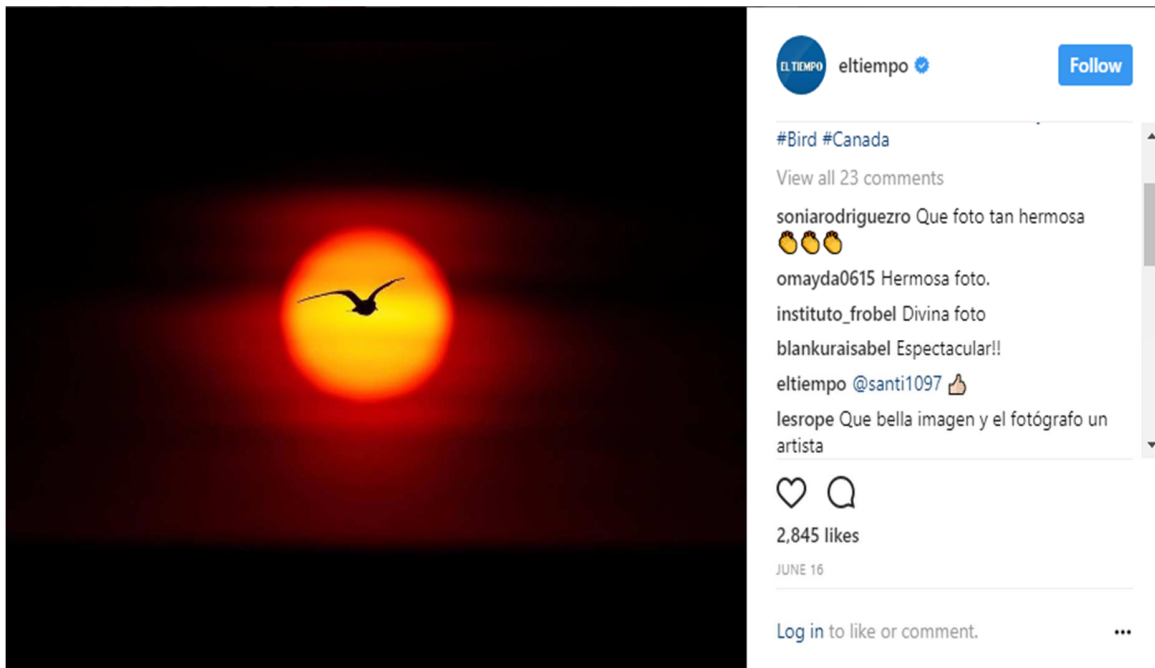 EL TIEMPO
eltiempo
Follow
#Bird #Canada
View all 23 comments
soniarodriguezro Que foto tan hermosa
👏👏👏
omayda0615 Hermosa foto.
instituto_frobel Divina foto
blankuraisabel Espectacular!!
eltiempo @santi1097 👍🏻
lesrope Que bella imagen y el fotógrafo un
artista
2,845 likes
JUNE 16
Log in to like or comment.